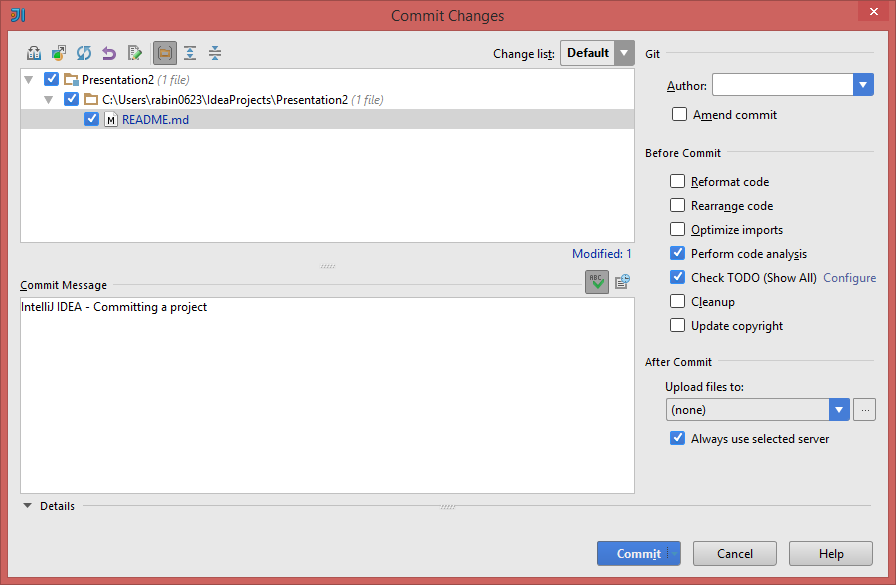 Commit Changes
Change list: Default
Presentation2 (1 file)
C:\Users\rabin0623\IdeaProjects\Presentation2 (1 file)
M README.md
Modified: 1
Commit Message
ABC
IntelliJ IDEA - Committing a project
Details
Git
Author:
Amend commit
Before Commit
Reformat code
Rearrange code
Optimize imports
Perform code analysis
Check TODO (Show All) Configure
Cleanup
Update copyright
After Commit
Upload files to:
(none)
...
Always use selected server
Commit
Cancel
Help